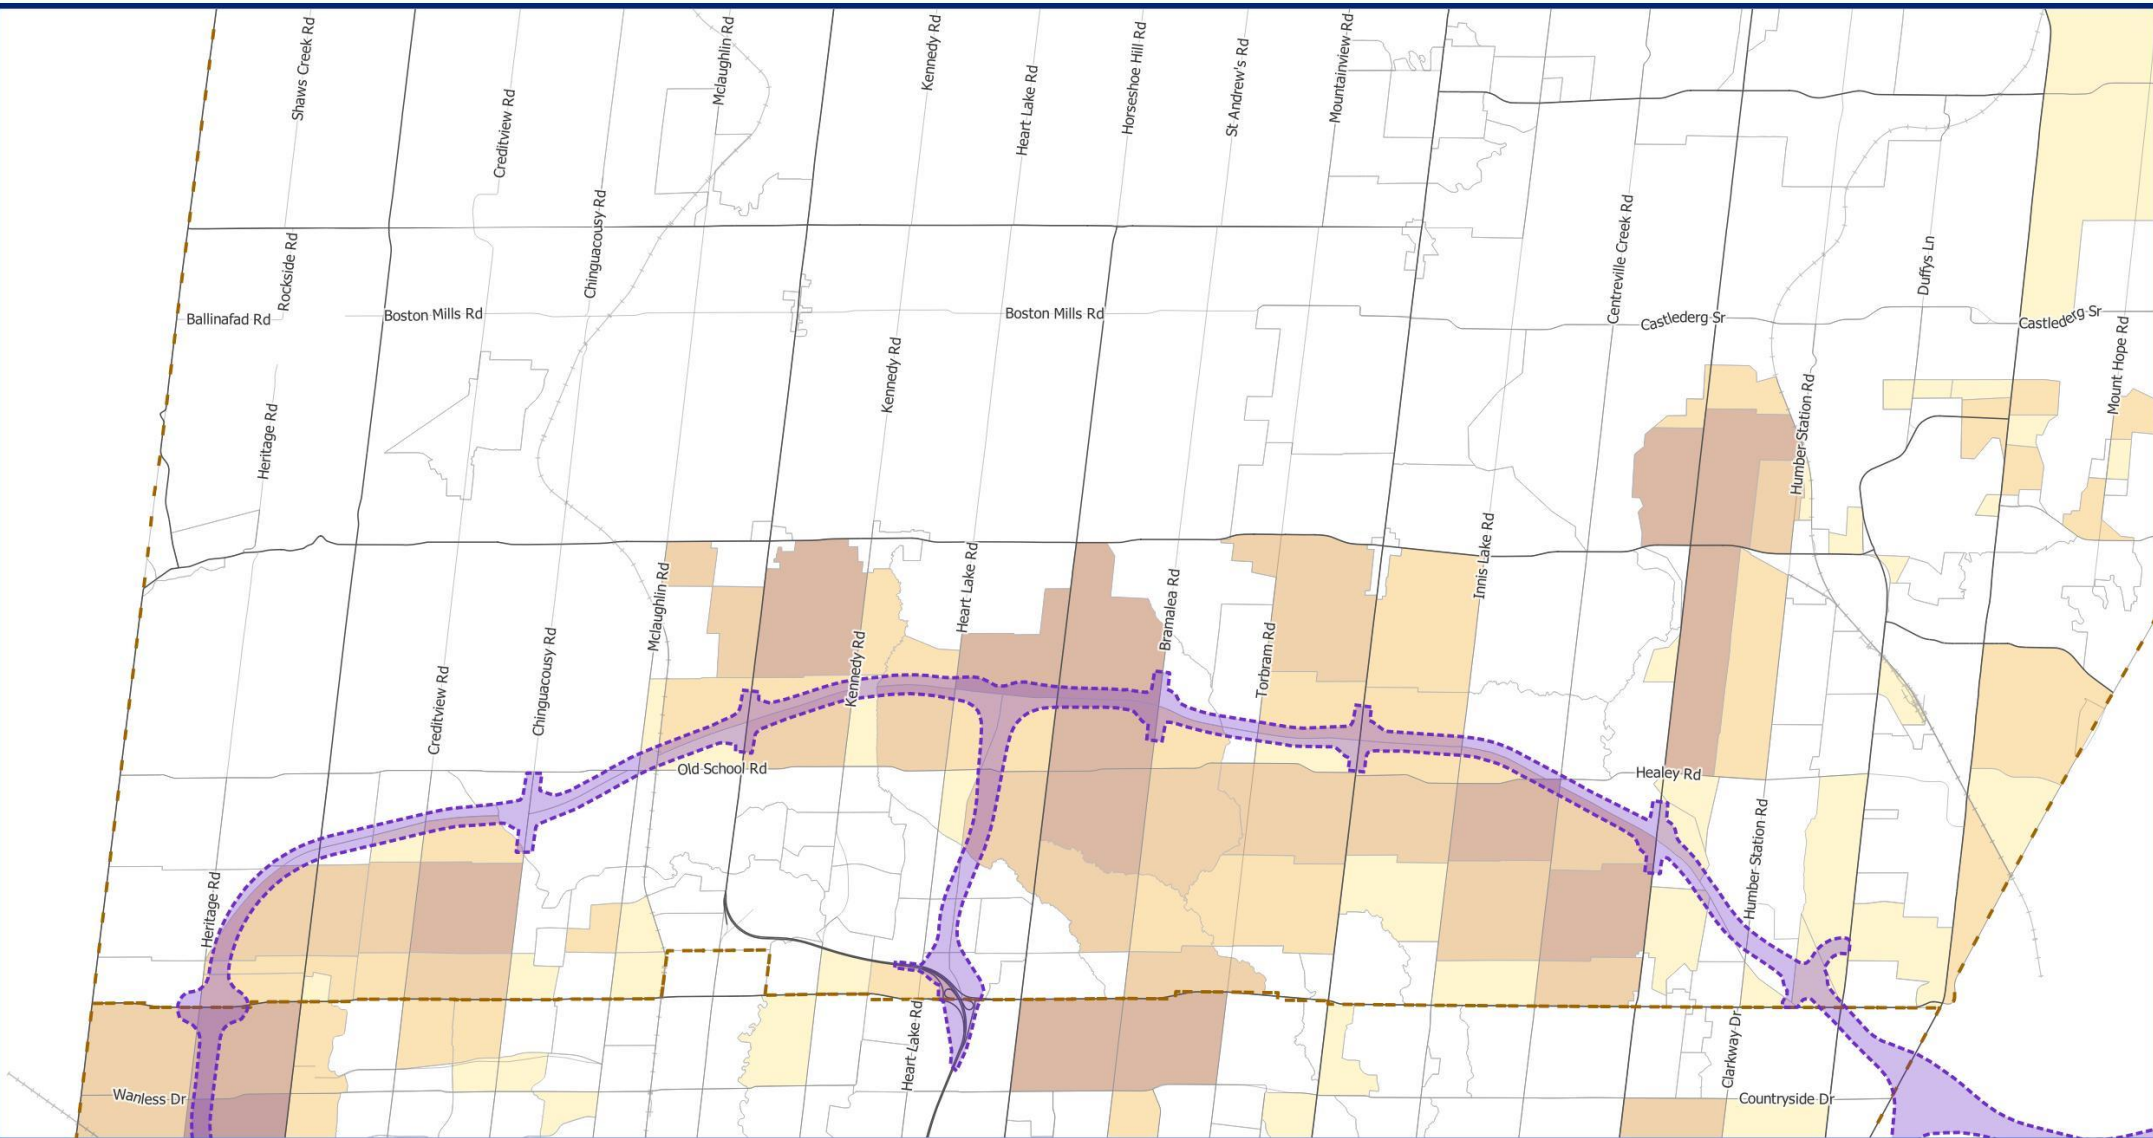 Shaws Creek Rd
Creditview Rd
Mclaughlin Rd
Kennedy Rd
Heart Lake Rd
Horseshoe Hill Rd
St Andrew's Rd
Mountainview Rd
Rockside Rd
Chinguacousy Rd
Centreville Creek Rd
Duffys Ln
Ballinafad Rd
Boston Mills Rd
Boston Mills Rd
Castlederg Sr
Castlederg Sr
Mount Hope Rd
Heritage Rd
Kennedy Rd
Humber Station Rd
Creditview Rd
Chinguacousy Rd
Mclaughlin Rd
Kennedy Rd
Heart Lake Rd
Bramalea Rd
Torbram Rd
Innis Lake Rd
Old School Rd
Healey Rd
Heritage Rd
Humber Station Rd
Heart Lake Rd
Clarkway Dr
Wanless Dr
Countryside Dr